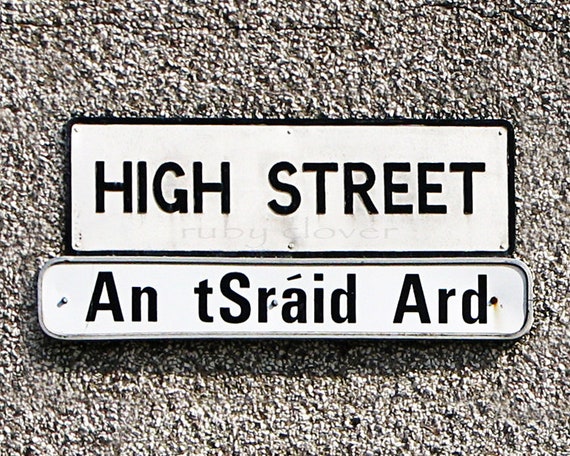 HIGH STREET
ruby clover
An tSráid Ard